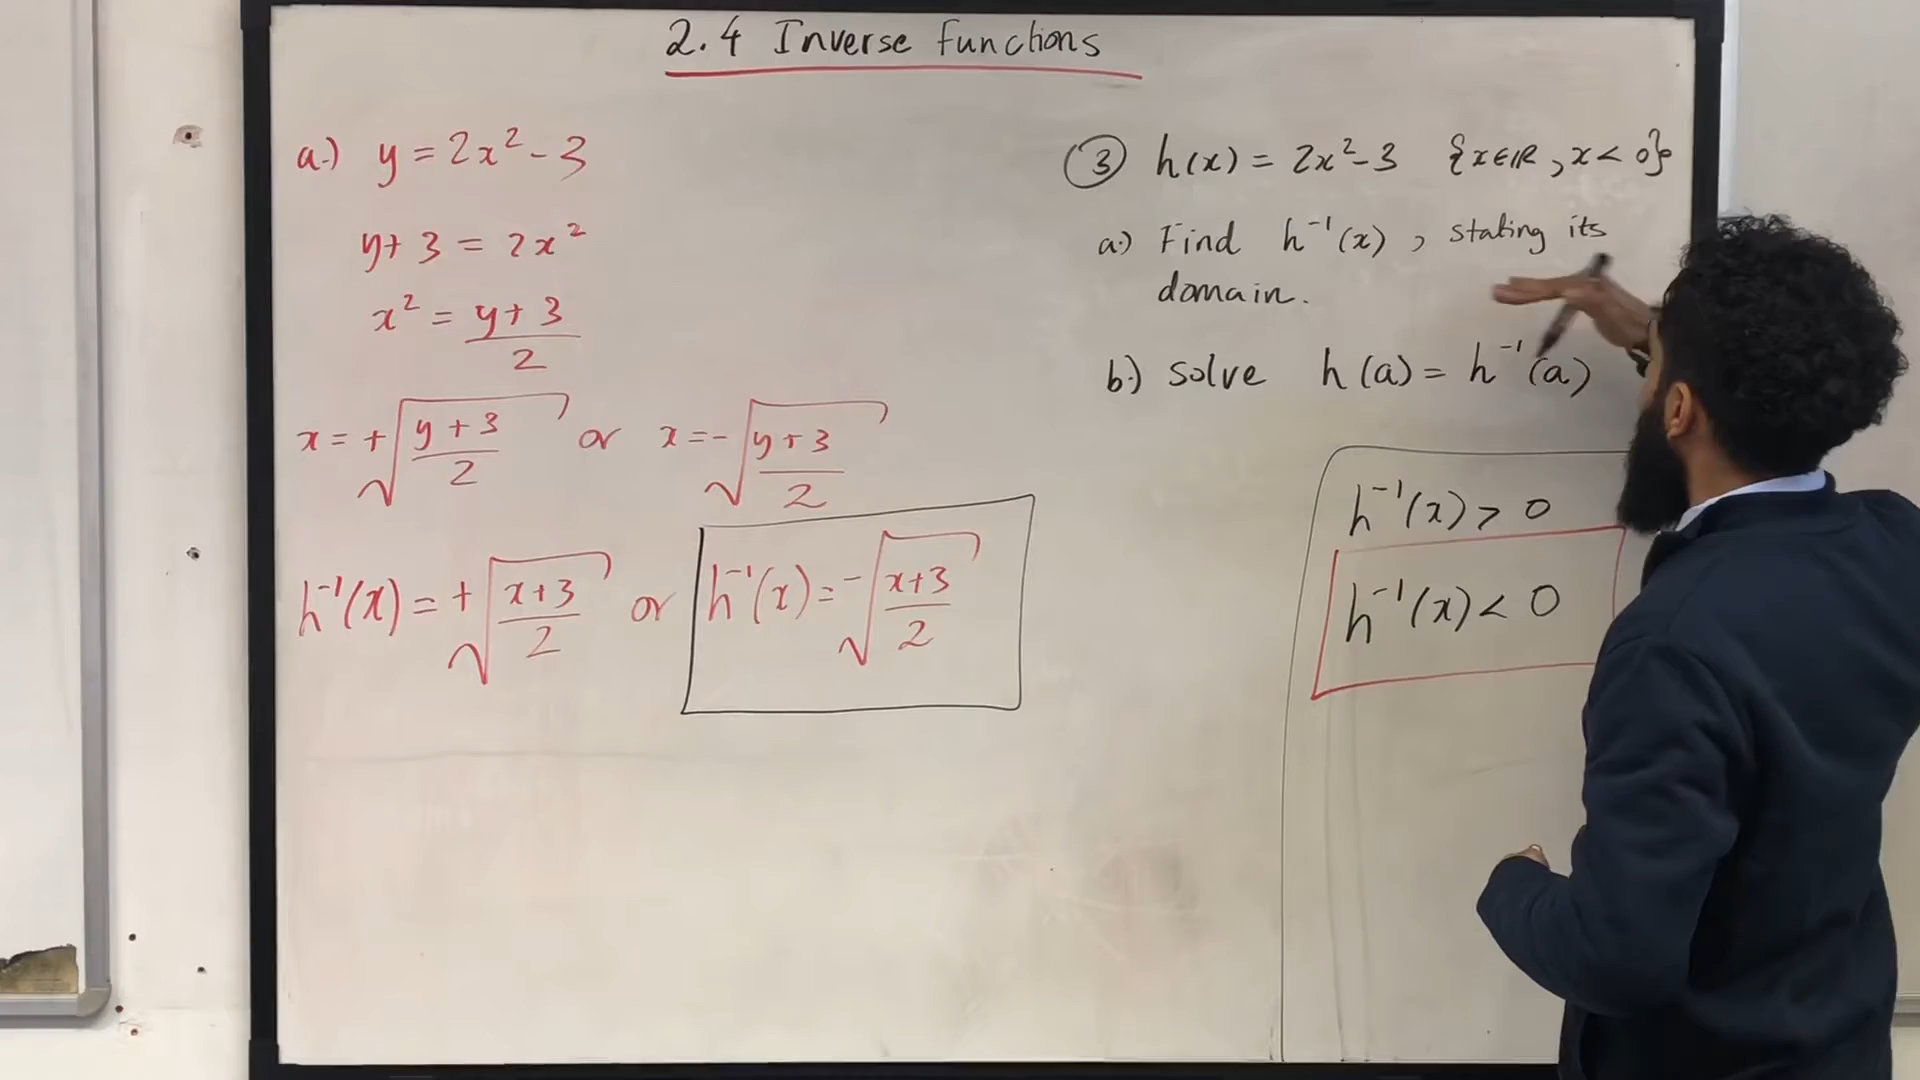 2.4 Inverse Functions
a.) y = 2x² - 3
y + 3 = 2x²
x² = (y + 3)/2
x = +√((y + 3)/2) or x = -√((y + 3)/2)
h⁻¹(x) = +√((x+3)/2) or h⁻¹(x) = -√((x+3)/2)
③ h(x) = 2x² - 3 {x∈ℝ, x < 0}
a.) Find h⁻¹(x), stating its
domain.
b.) solve h(a) = h⁻¹(a)
h⁻¹(x) > 0
h⁻¹(x) < 0